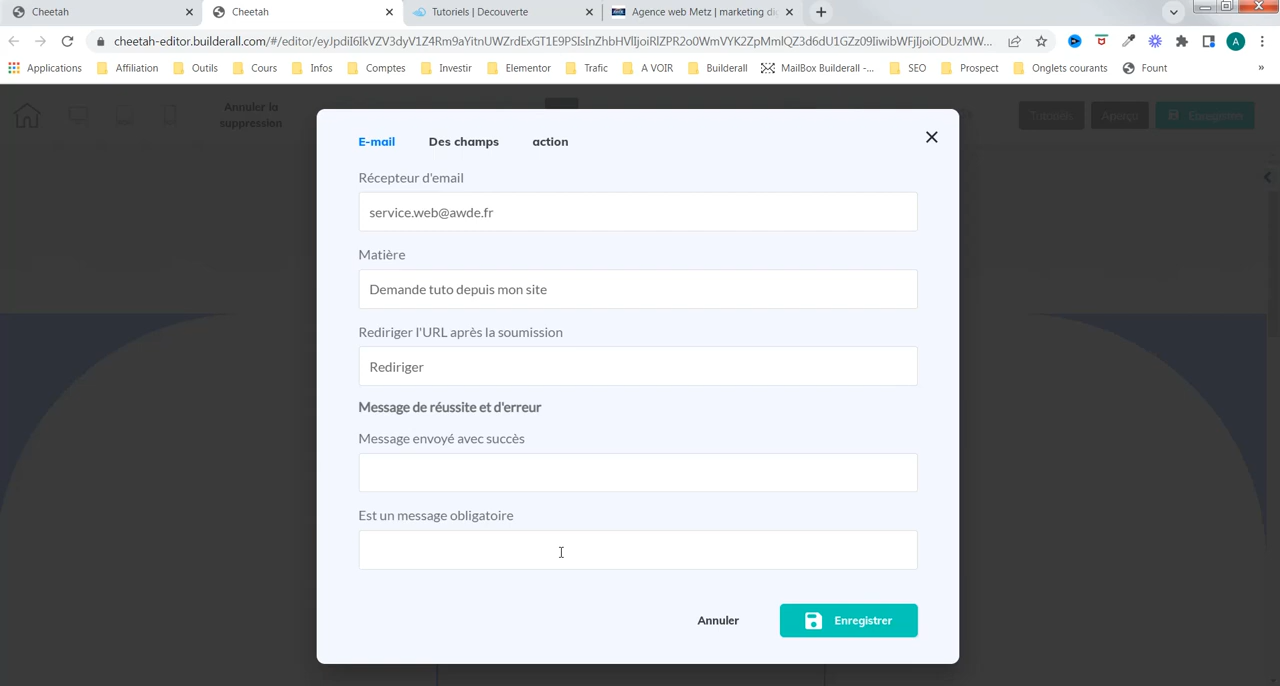 Cheetah
Cheetah
Tutoriels | Decouverte
Agence web Metz | marketing di
cheetah-editor.builderall.com/#/editor/
Applications Affiliation Outils Cours Infos Comptes Investir Elementor Trafic A VOIR Builderall MailBox Builderall -... SEO Prospect Onglets courants Fount »
Annuler la
suppression
Tutoriels Aperçu Enregistrer
E-mail Des champs action
Récepteur d'email
service.web@awde.fr
Matière
Demande tuto depuis mon site
Rediriger l'URL après la soumission
Rediriger
Message de réussite et d'erreur
Message envoyé avec succès
Est un message obligatoire
Annuler Enregistrer